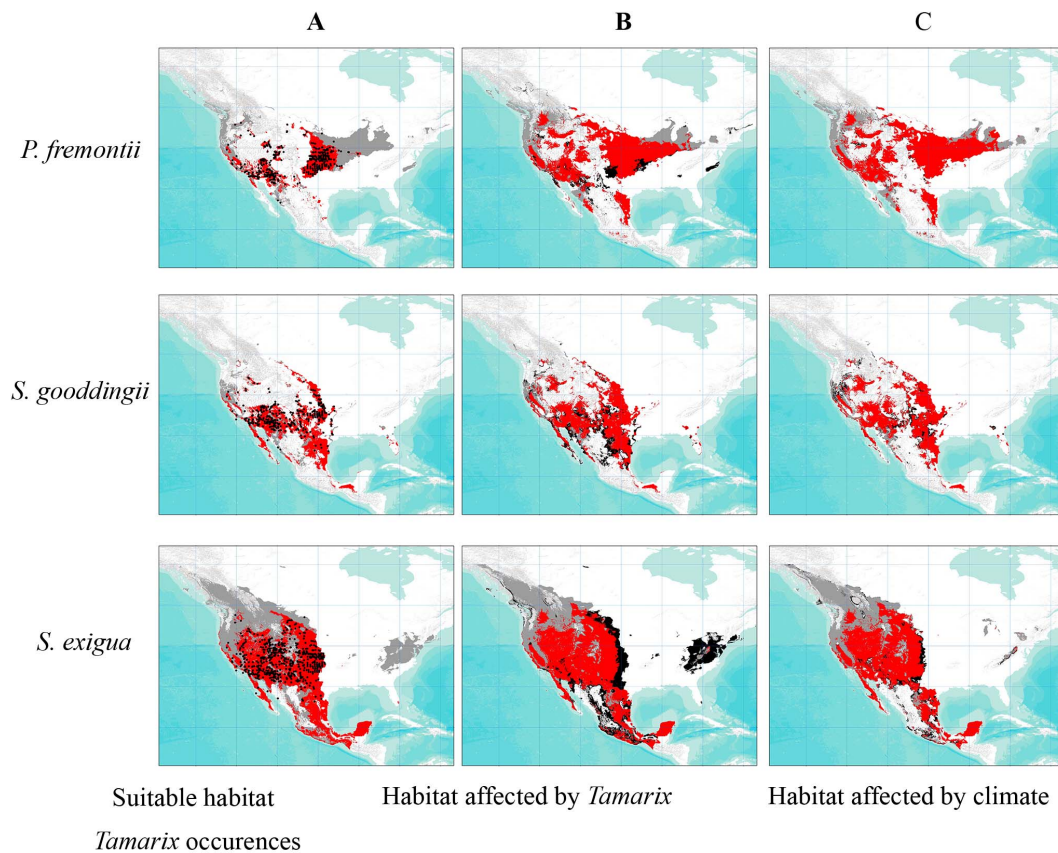 A B C
P. fremontii
S. gooddingii
S. exigua
Suitable habitat Habitat affected by Tamarix Habitat affected by climate
Tamarix occurences